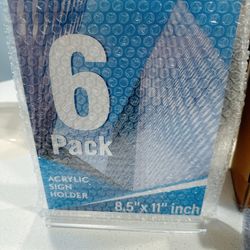 6
Pack
ACRYLIC
SIGN
HOLDER
8.5"x 11" inch